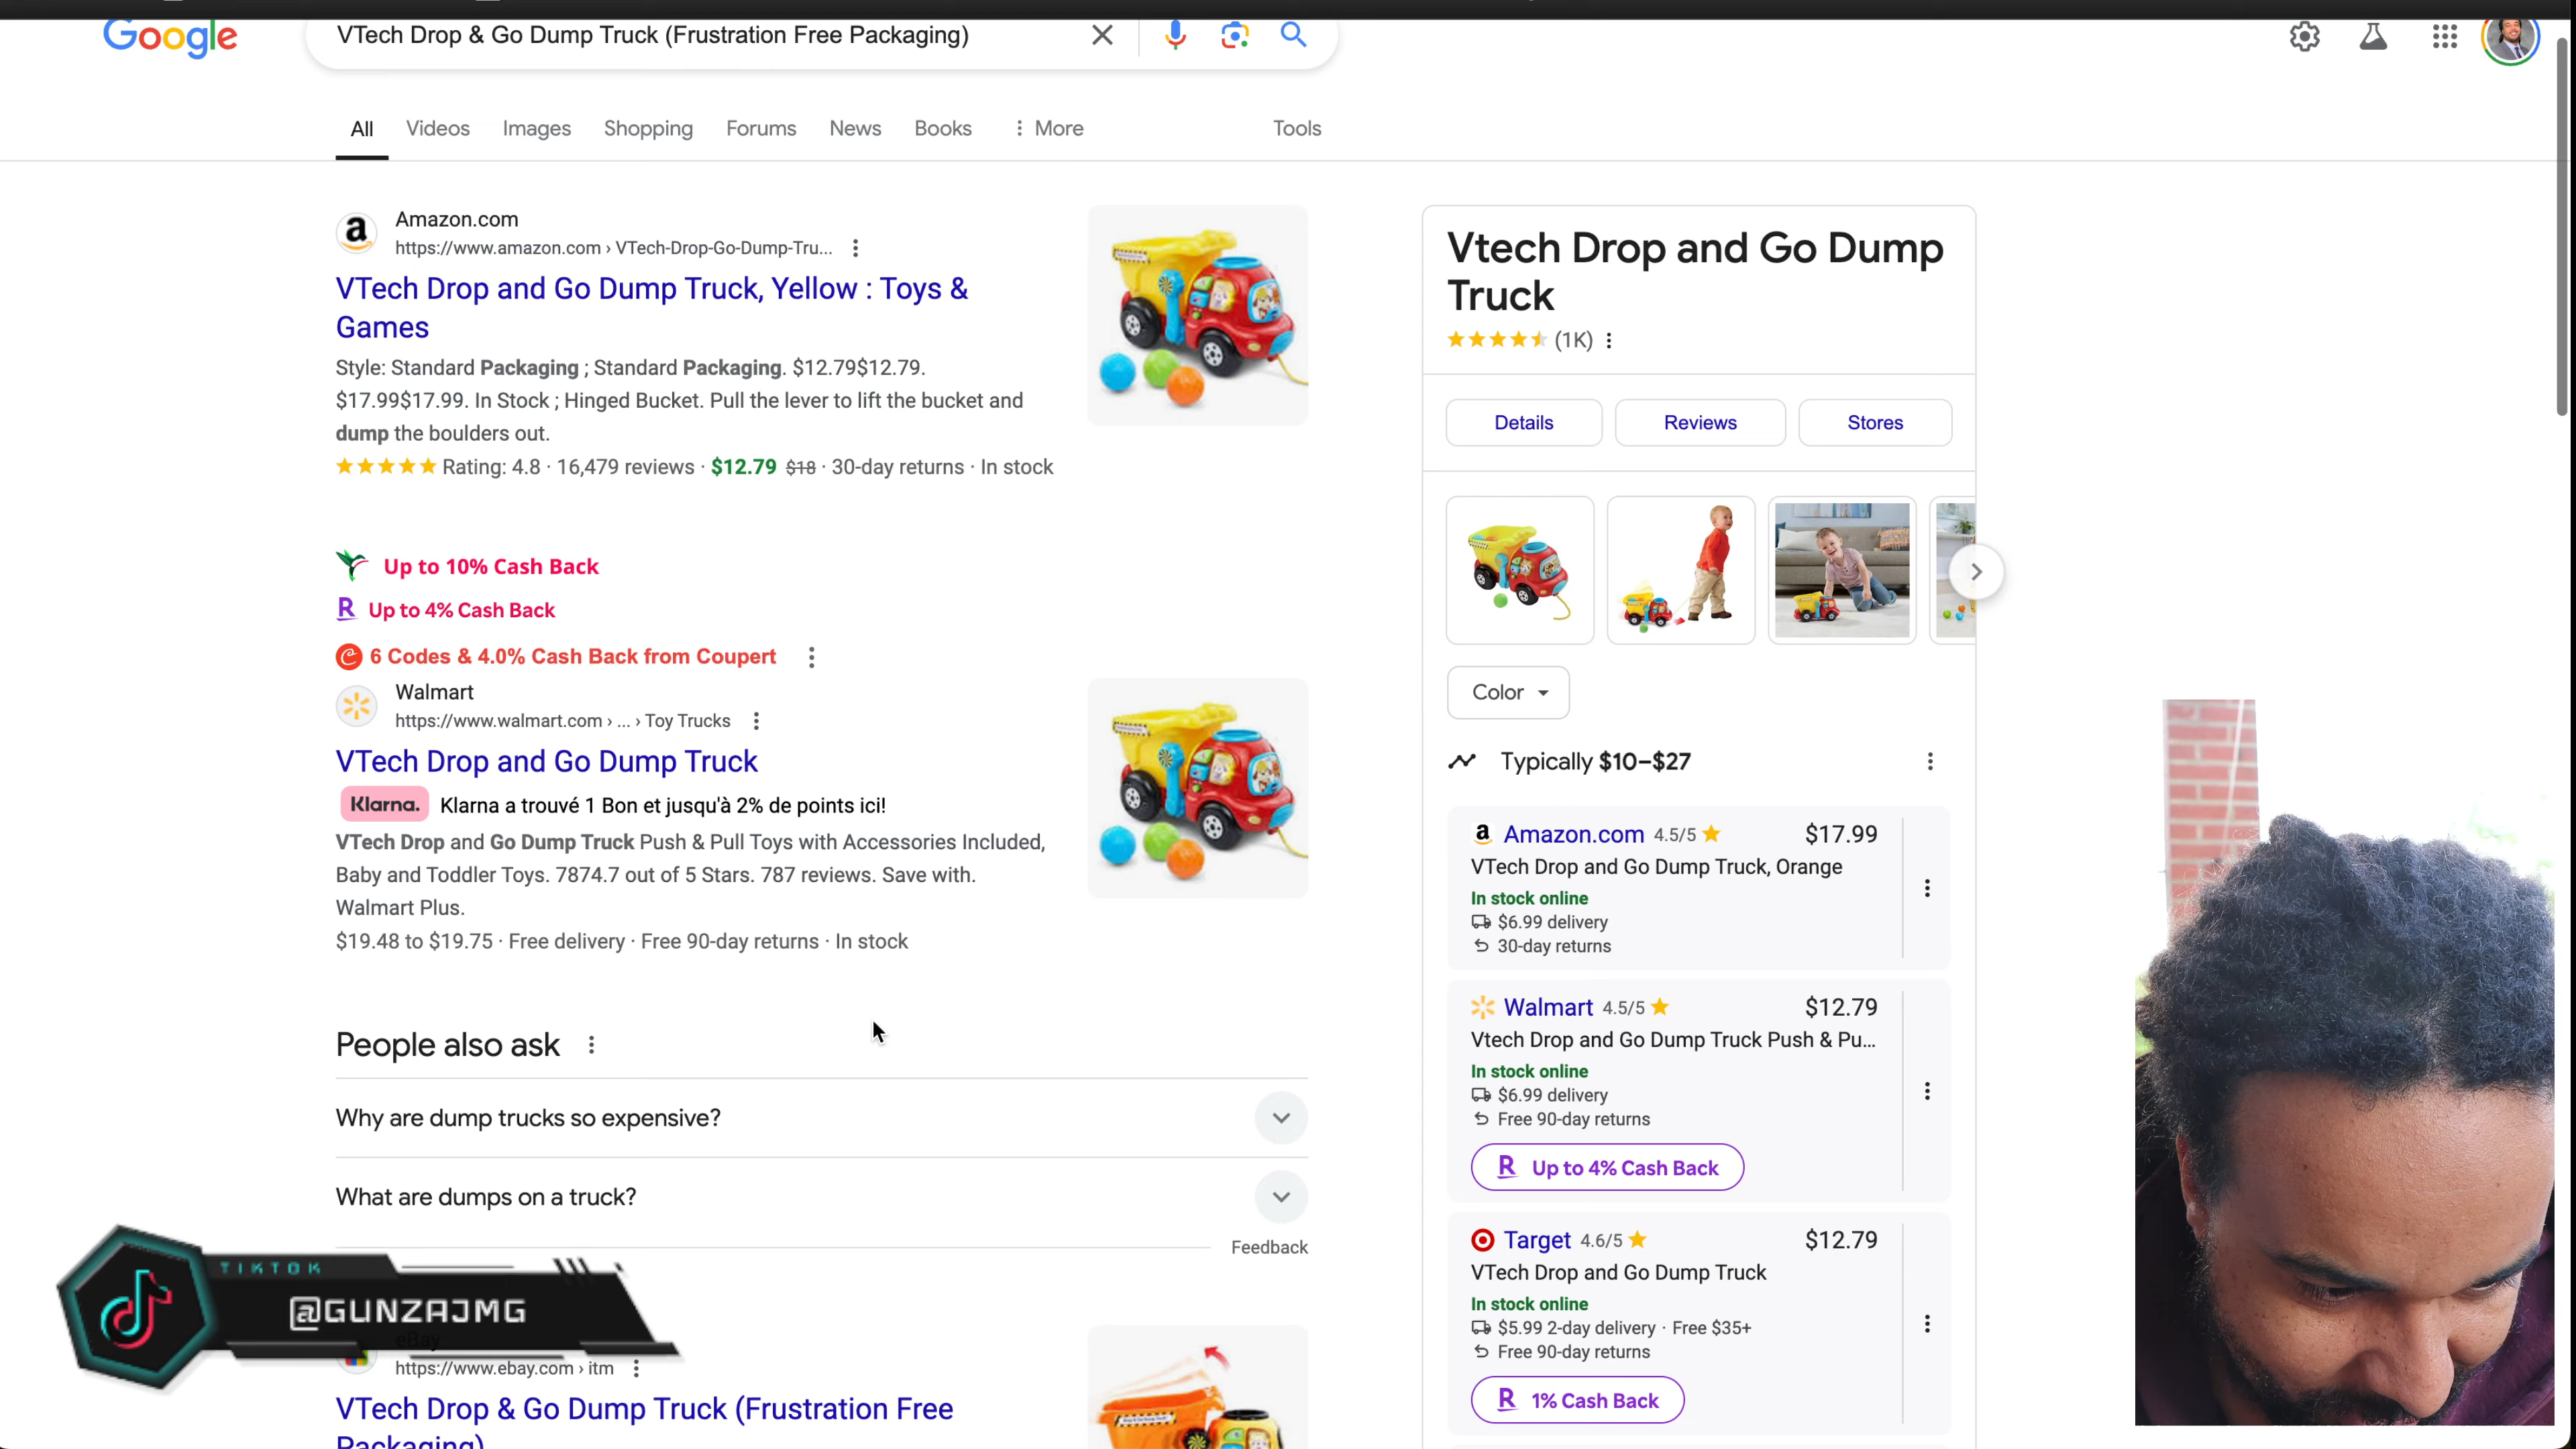 Google
VTech Drop & Go Dump Truck (Frustration Free Packaging)
All Videos Images Shopping Forums News Books More Tools
Amazon.com
https://www.amazon.com › VTech-Drop-Go-Dump-Tru...
VTech Drop and Go Dump Truck, Yellow : Toys &
Games
Style: Standard Packaging ; Standard Packaging. $12.79$12.79.
$17.99$17.99. In Stock ; Hinged Bucket. Pull the lever to lift the bucket and
dump the boulders out.
Rating: 4.8 · 16,479 reviews · $12.79 $18 · 30-day returns · In stock
Up to 10% Cash Back
R Up to 4% Cash Back
6 Codes & 4.0% Cash Back from Coupert
Walmart
https://www.walmart.com › ... › Toy Trucks
VTech Drop and Go Dump Truck
Klarna. Klarna a trouvé 1 Bon et jusqu'à 2% de points ici!
VTech Drop and Go Dump Truck Push & Pull Toys with Accessories Included,
Baby and Toddler Toys. 7874.7 out of 5 Stars. 787 reviews. Save with.
Walmart Plus.
$19.48 to $19.75 · Free delivery · Free 90-day returns · In stock
People also ask
Why are dump trucks so expensive?
What are dumps on a truck?
Feedback
TIKTOK
@GUNZAJMG
eBay
https://www.ebay.com › itm
VTech Drop & Go Dump Truck (Frustration Free
Packaging)
Vtech Drop and Go Dump
Truck
(1K)
Details Reviews Stores
Color
Typically $10–$27
Amazon.com 4.5/5 $17.99
VTech Drop and Go Dump Truck, Orange
In stock online
$6.99 delivery
30-day returns
Walmart 4.5/5 $12.79
Vtech Drop and Go Dump Truck Push & Pu...
In stock online
$6.99 delivery
Free 90-day returns
R Up to 4% Cash Back
Target 4.6/5 $12.79
VTech Drop and Go Dump Truck
In stock online
$5.99 2-day delivery · Free $35+
Free 90-day returns
R 1% Cash Back